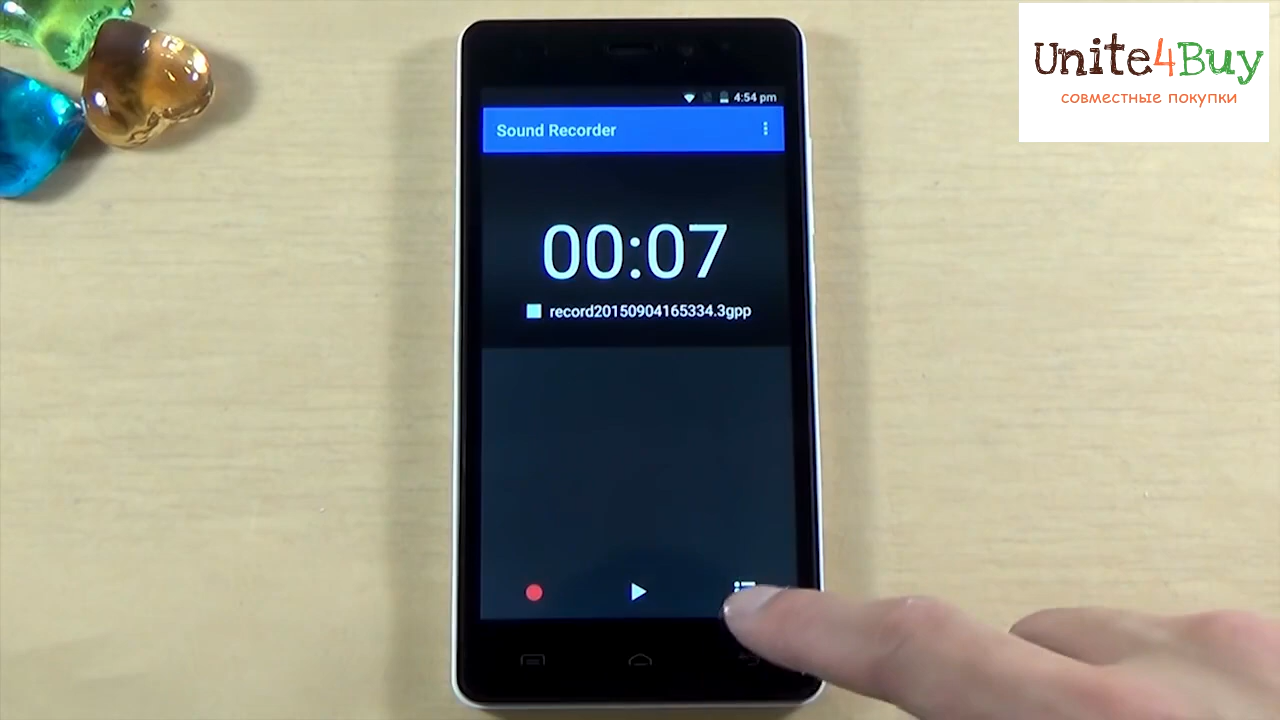 Unite4Buy
совместные покупки
4:54 pm
Sound Recorder
00:07
record20150904165334.3gpp